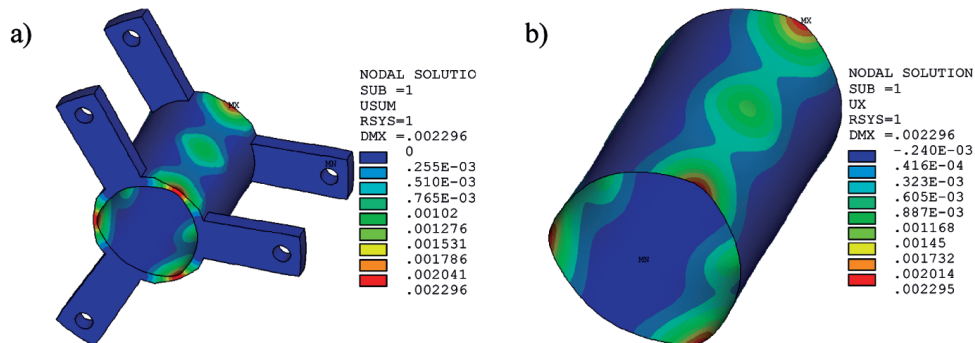 a)
NODAL SOLUTIO
SUB =1
USUM
RSYS=1
DMX =.002296
0
.255E-03
.510E-03
.765E-03
.00102
.001276
.001531
.001786
.002041
.002296
MX
MN
b)
NODAL SOLUTION
SUB =1
UX
RSYS=1
DMX =.002296
-.240E-03
.416E-04
.323E-03
.605E-03
.887E-03
.001168
.00145
.001732
.002014
.002295
MX
MN